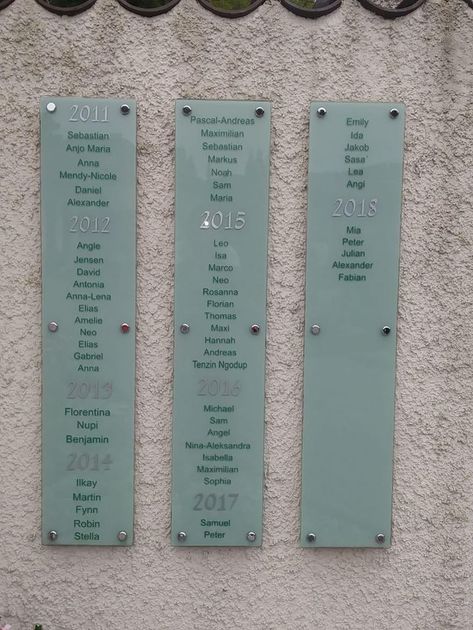 2011
Sebastian
Anjo Maria
Anna
Mendy-Nicole
Daniel
Alexander
2012
Angie
Jensen
David
Antonia
Anna-Lena
Elias
Amelie
Neo
Elias
Gabriel
Anna
2013
Florentina
Nupi
Benjamin
2014
Ilkay
Martin
Fynn
Robin
Stella
Pascal-Andreas
Maximilian
Sebastian
Markus
Noah
Sam
Maria
2015
Leo
Isa
Marco
Neo
Rosanna
Florian
Thomas
Maxi
Hannah
Andreas
Tenzin Ngodup
2016
Michael
Sam
Angel
Nina-Aleksandra
Isabella
Maximilian
Sophia
2017
Samuel
Peter
Emily
Ida
Jakob
Sasa´
Lea
Angi
2018
Mia
Peter
Julian
Alexander
Fabian